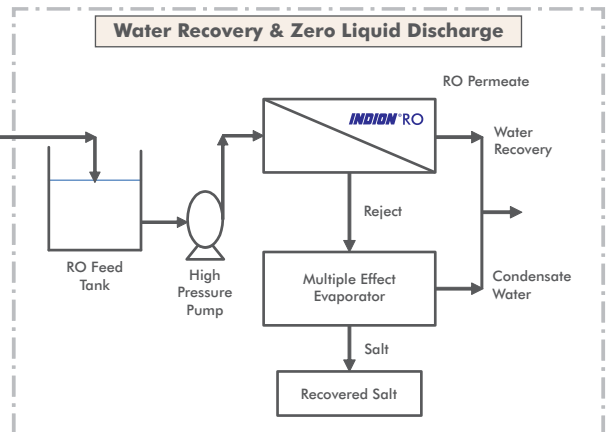 Water Recovery & Zero Liquid Discharge
RO Permeate
INDION® RO
Water
Recovery
Reject
RO Feed
Tank
High
Pressure
Pump
Multiple Effect
Evaporator
Condensate
Water
Salt
Recovered Salt